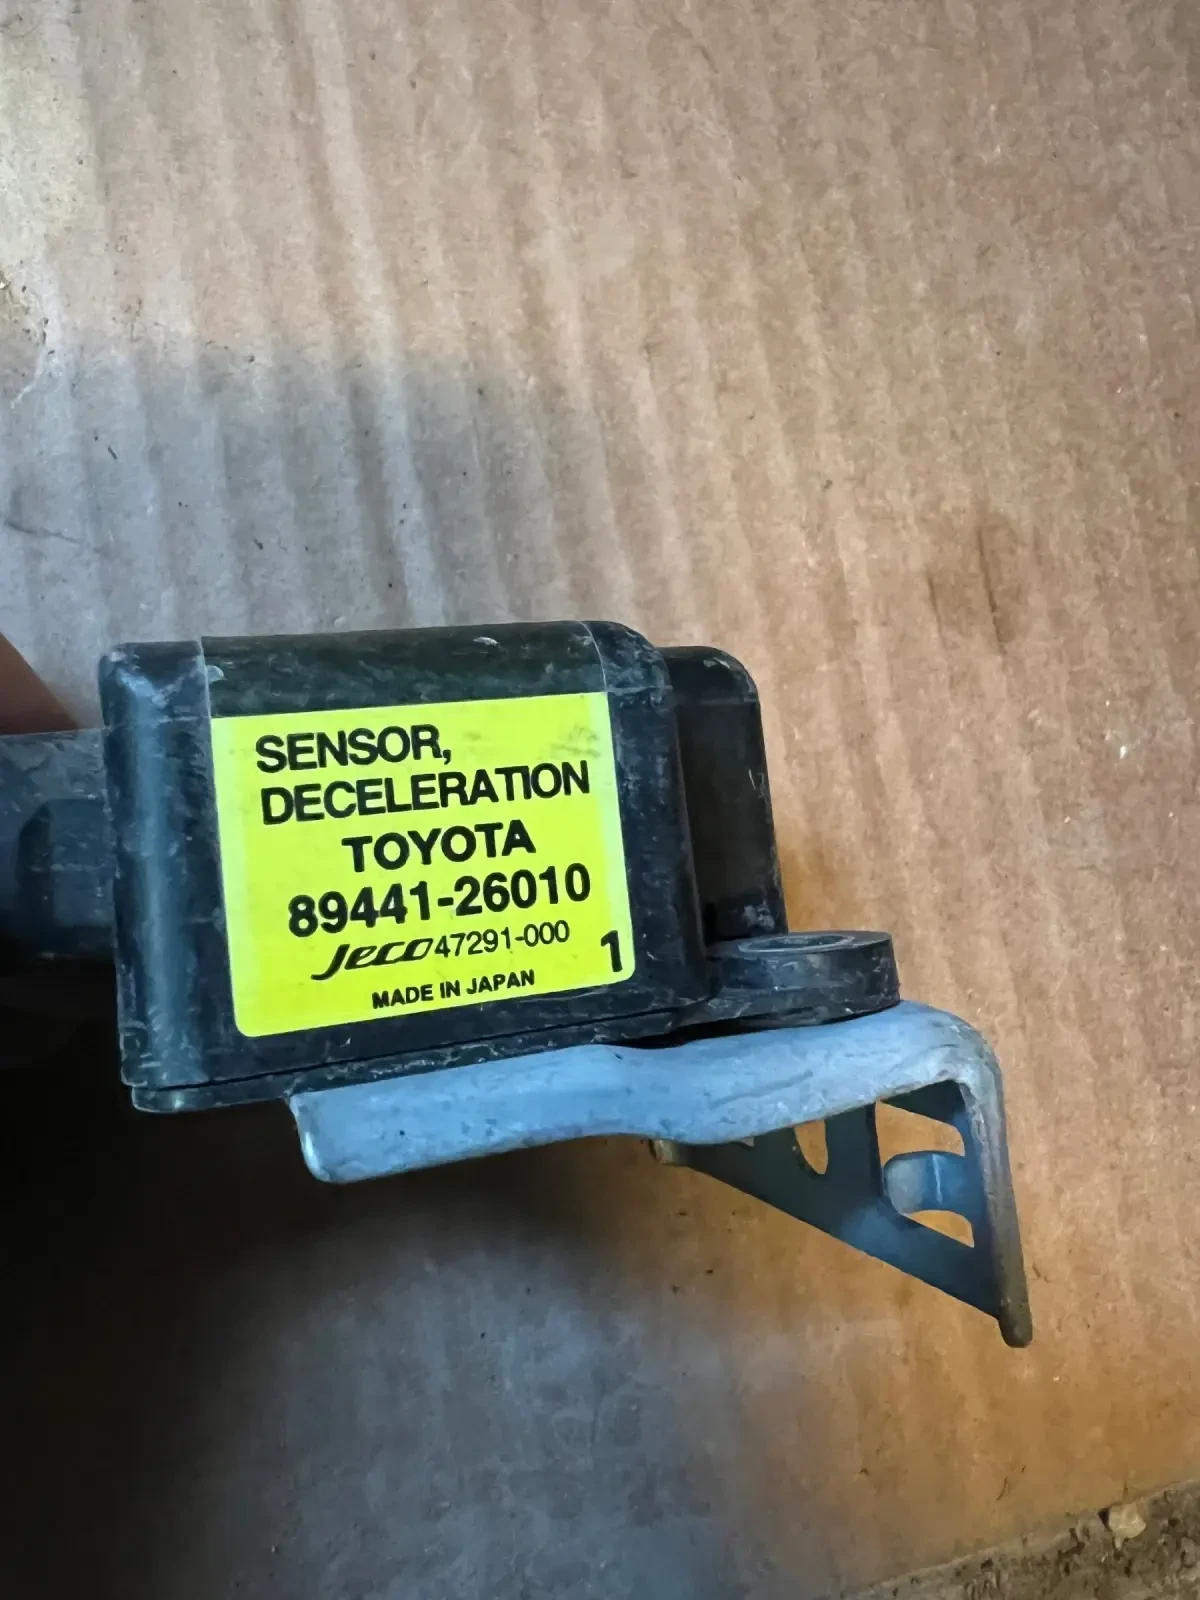 SENSOR,
DECELERATION
TOYOTA
89441-26010
Jeco 47291-000
1
MADE IN JAPAN